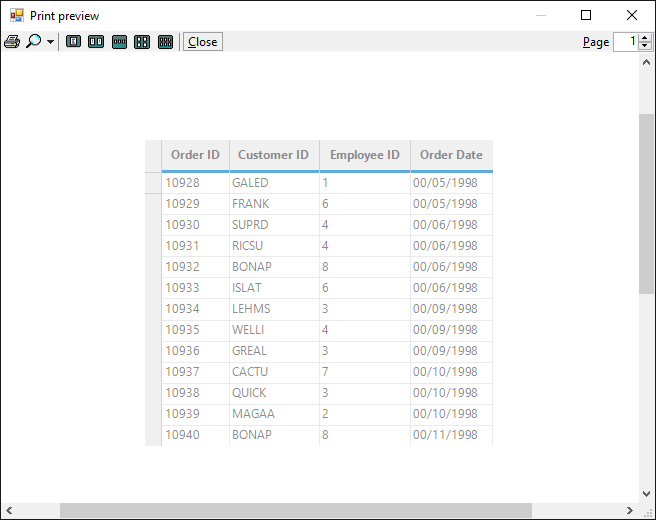 Print preview
Close Page 1
Order ID Customer ID Employee ID Order Date
10928 GALED 1 00/05/1998
10929 FRANK 6 00/05/1998
10930 SUPRD 4 00/06/1998
10931 RICSU 4 00/06/1998
10932 BONAP 8 00/06/1998
10933 ISLAT 6 00/06/1998
10934 LEHMS 3 00/09/1998
10935 WELLI 4 00/09/1998
10936 GREAL 3 00/09/1998
10937 CACTU 7 00/10/1998
10938 QUICK 3 00/10/1998
10939 MAGAA 2 00/10/1998
10940 BONAP 8 00/11/1998